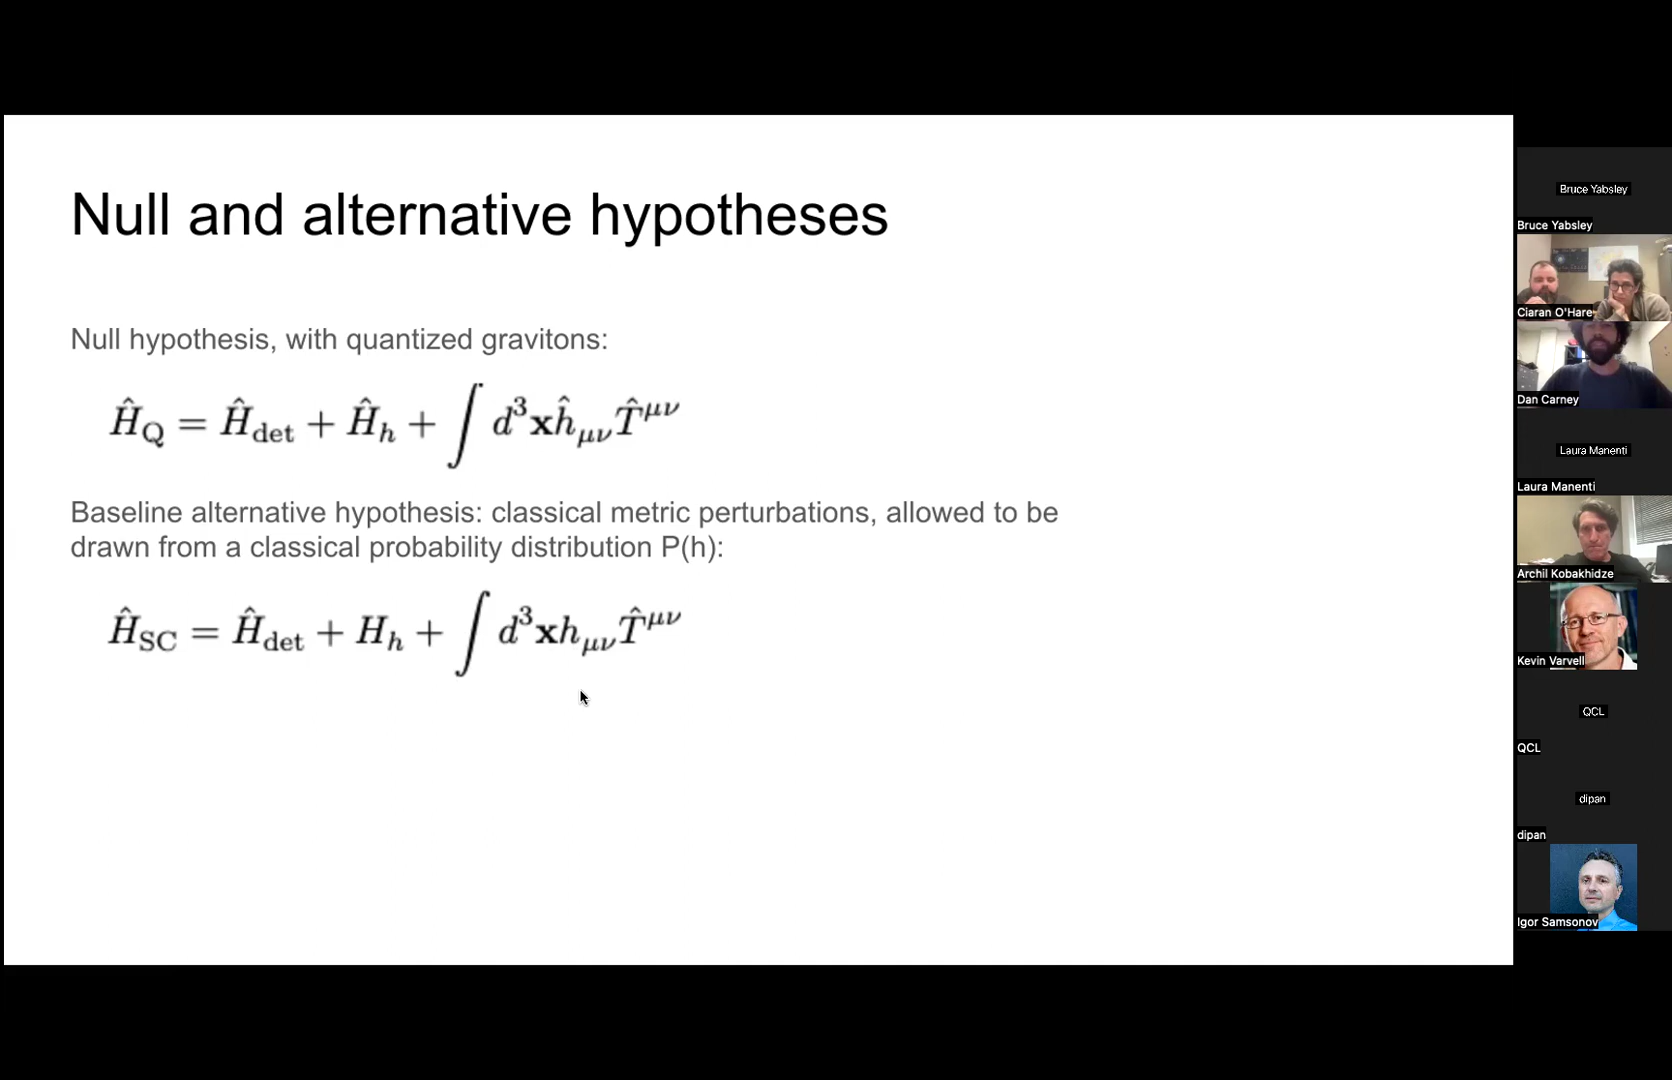 Null and alternative hypotheses
Null hypothesis, with quantized gravitons:
Ĥ_Q = Ĥ_det + Ĥ_h + ∫ d³x ĥ_μν T̂^μν
Baseline alternative hypothesis: classical metric perturbations, allowed to be
drawn from a classical probability distribution P(h):
Ĥ_SC = Ĥ_det + H_h + ∫ d³x h_μν T̂^μν
Bruce Yabsley
Bruce Yabsley
Ciaran O'Hare
Dan Carney
Laura Manenti
Laura Manenti
Archil Kobakhidze
Kevin Varvell
QCL
QCL
dipan
dipan
Igor Samsonov